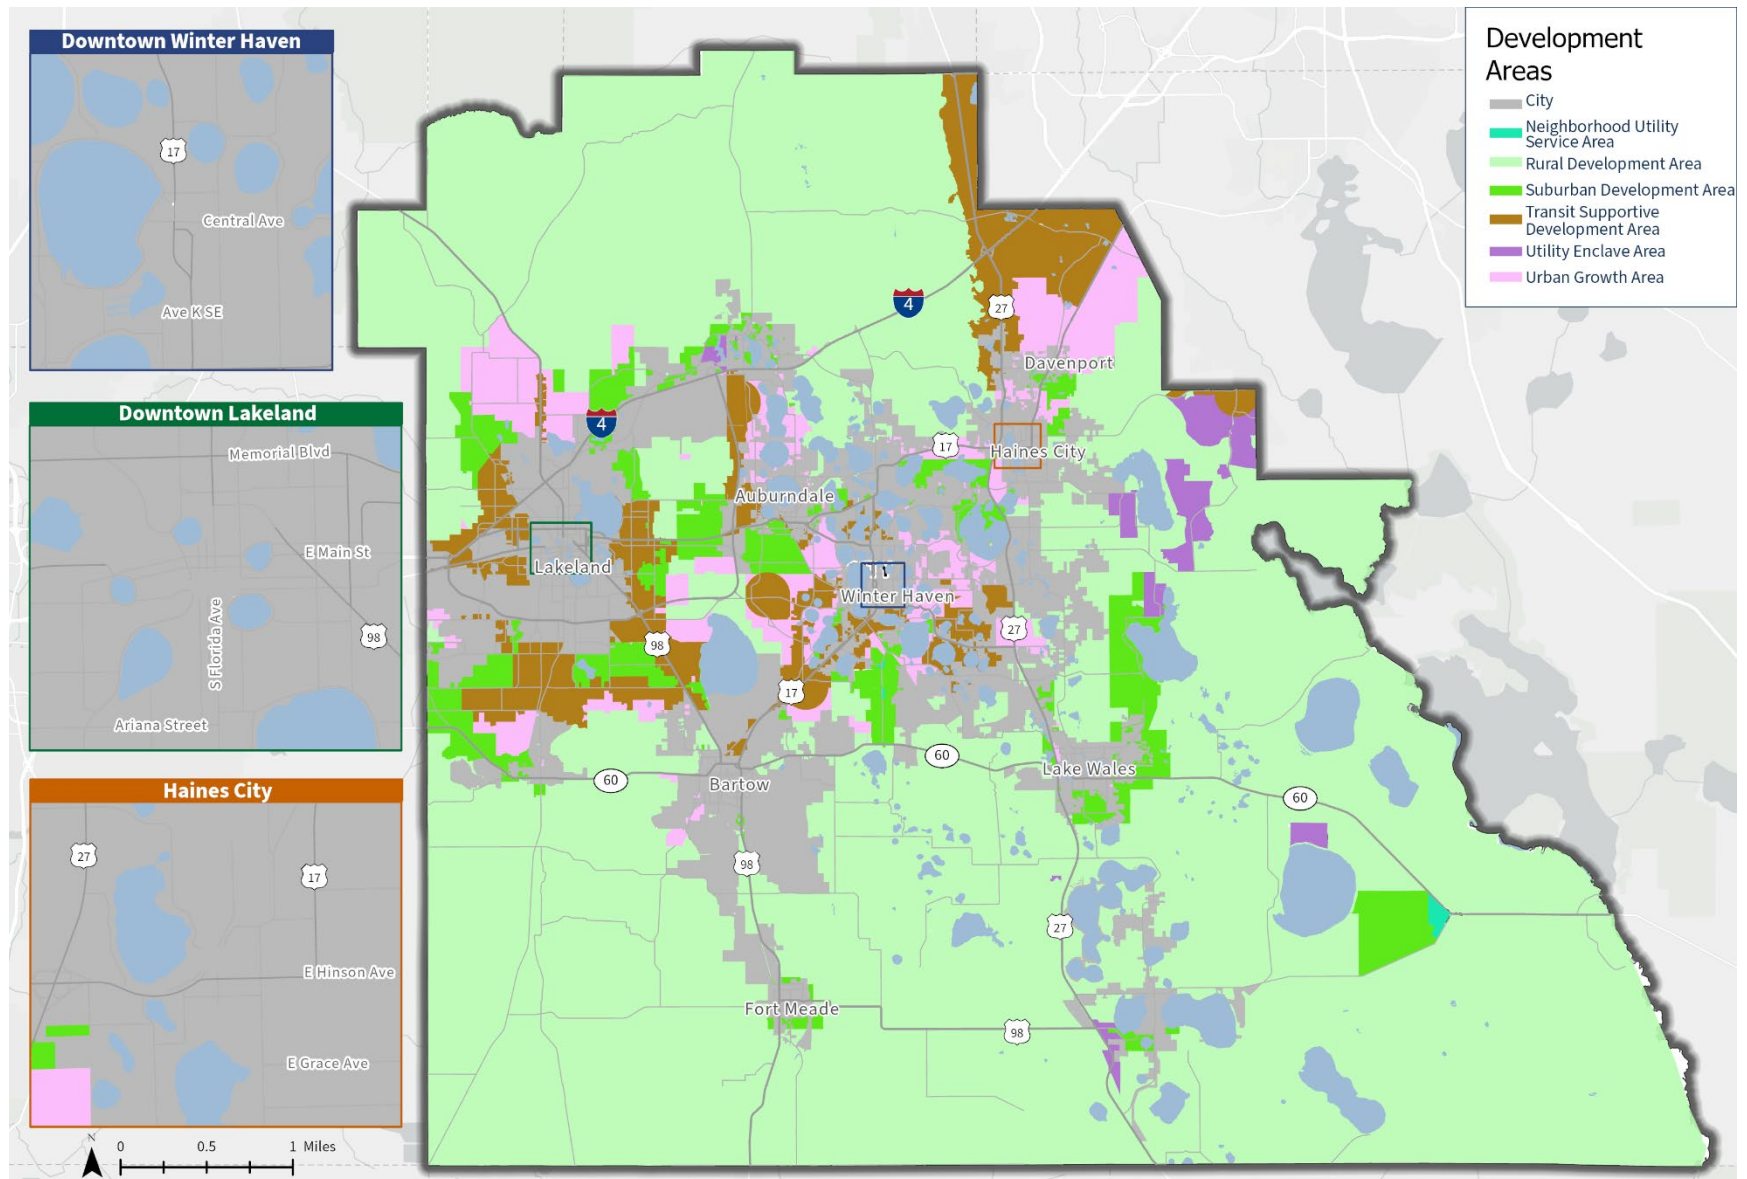 Downtown Winter Haven
17
Central Ave
Ave K SE
Downtown Lakeland
Memorial Blvd
E Main St
S Florida Ave
98
Ariana Street
Haines City
27
17
E Hinson Ave
E Grace Ave
N
0 0.5 1 Miles
Development
Areas
City
Neighborhood Utility
Service Area
Rural Development Area
Suburban Development Area
Transit Supportive
Development Area
Utility Enclave Area
Urban Growth Area
4
27
Davenport
4
17
Haines City
Auburndale
Lakeland
Winter Haven
98
27
17
60
60
Lake Wales
Bartow
60
98
27
Fort Meade
98